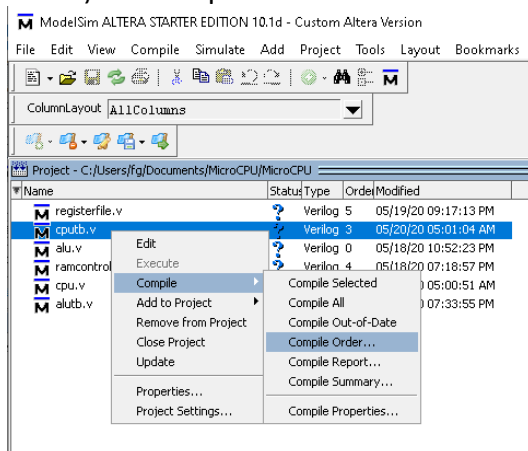 ModelSim ALTERA STARTER EDITION 10.1d - Custom Altera Version
File Edit View Compile Simulate Add Project Tools Layout Bookmarks
ColumnLayout AllColumns
Project - C:/Users/fg/Documents/MicroCPU/MicroCPU
Name Status Type Order Modified
registerfile.v ? Verilog 5 05/19/20 09:17:13 PM
cputb.v ? Verilog 3 05/20/20 05:01:04 AM
alu.v ? Verilog 0 05/18/20 10:52:23 PM
ramcontrol ? Verilog 4 05/18/20 07:18:57 PM
cpu.v 05:00:51 AM
alutb.v 07:33:55 PM
Edit
Execute
Compile
Add to Project
Remove from Project
Close Project
Update
Properties...
Project Settings...
Compile Selected
Compile All
Compile Out-of-Date
Compile Order...
Compile Report...
Compile Summary...
Compile Properties...